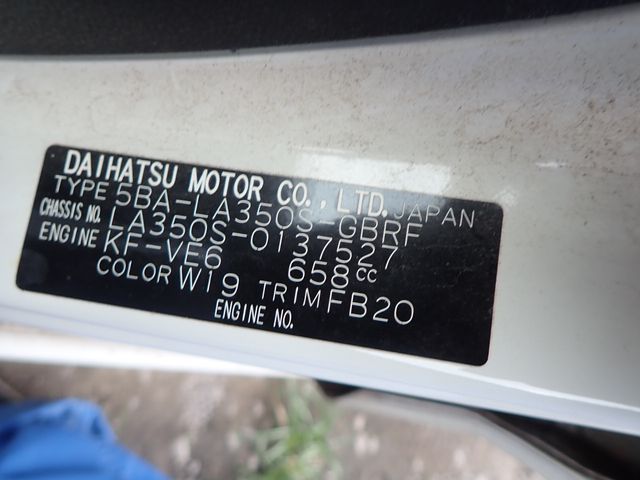 DAIHATSU MOTOR CO., LTD. JAPAN
TYPE 5BA-LA350S-GBRF
CHASSIS NO. LA350S-0137527
ENGINE KF-VE6 658cc
COLOR W19 TRIM FB20
ENGINE NO.